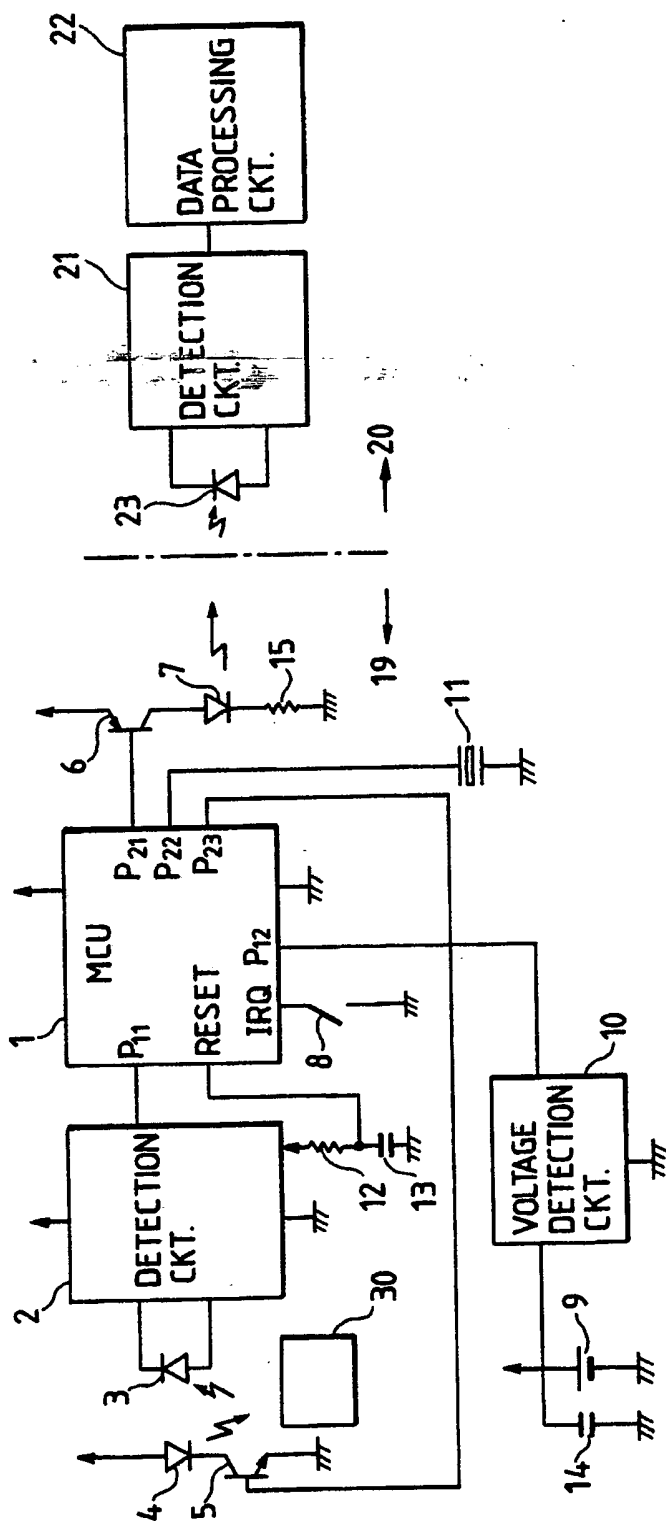 22
DATA
PROCESSING
CKT.
21
DETECTION
CKT.
23
20
19
7
15
6
11
P21
P22
P23
MCU
1
P11
RESET
IRQ
P12
8
10
VOLTAGE
DETECTION
CKT.
2
DETECTION
CKT.
12
13
3
30
9
4
5
14